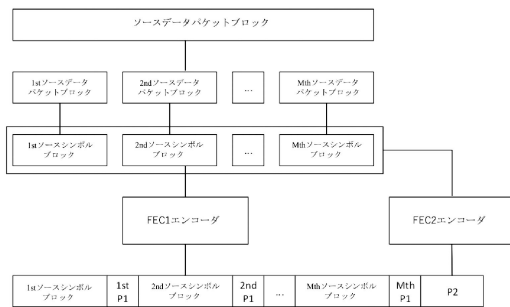 ソースデータパケットブロック
1stソースデータ
パケットブロック
2ndソースデータ
パケットブロック
...
Mthソースデータ
パケットブロック
1stソースシンボル
ブロック
2ndソースシンボル
ブロック
...
Mthソースシンボル
ブロック
FEC1エンコーダ
FEC2エンコーダ
1stソースシンボル
ブロック
1st
P1
2ndソースシンボル
ブロック
2nd
P1
...
Mthソースシンボル
ブロック
Mth
P1
P2